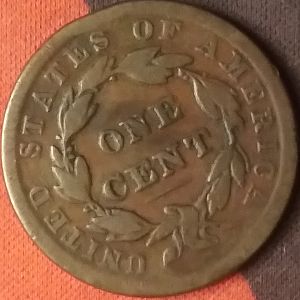 UNITED STATES OF AMERICA
ONE
CENT